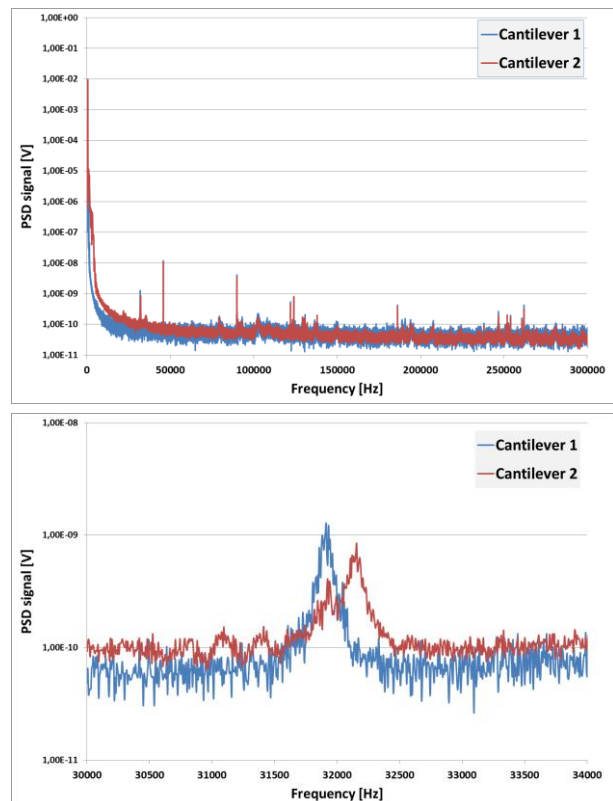 1,00E+00
1,00E-01
1,00E-02
1,00E-03
1,00E-04
1,00E-05
1,00E-06
1,00E-07
1,00E-08
1,00E-09
1,00E-10
1,00E-11
PSD signal [V]
Cantilever 1
Cantilever 2
0 50000 100000 150000 200000 250000 300000
Frequency [Hz]
1,00E-08
1,00E-09
1,00E-10
1,00E-11
PSD signal [V]
Cantilever 1
Cantilever 2
30000 30500 31000 31500 32000 32500 33000 33500 34000
Frequency [Hz]